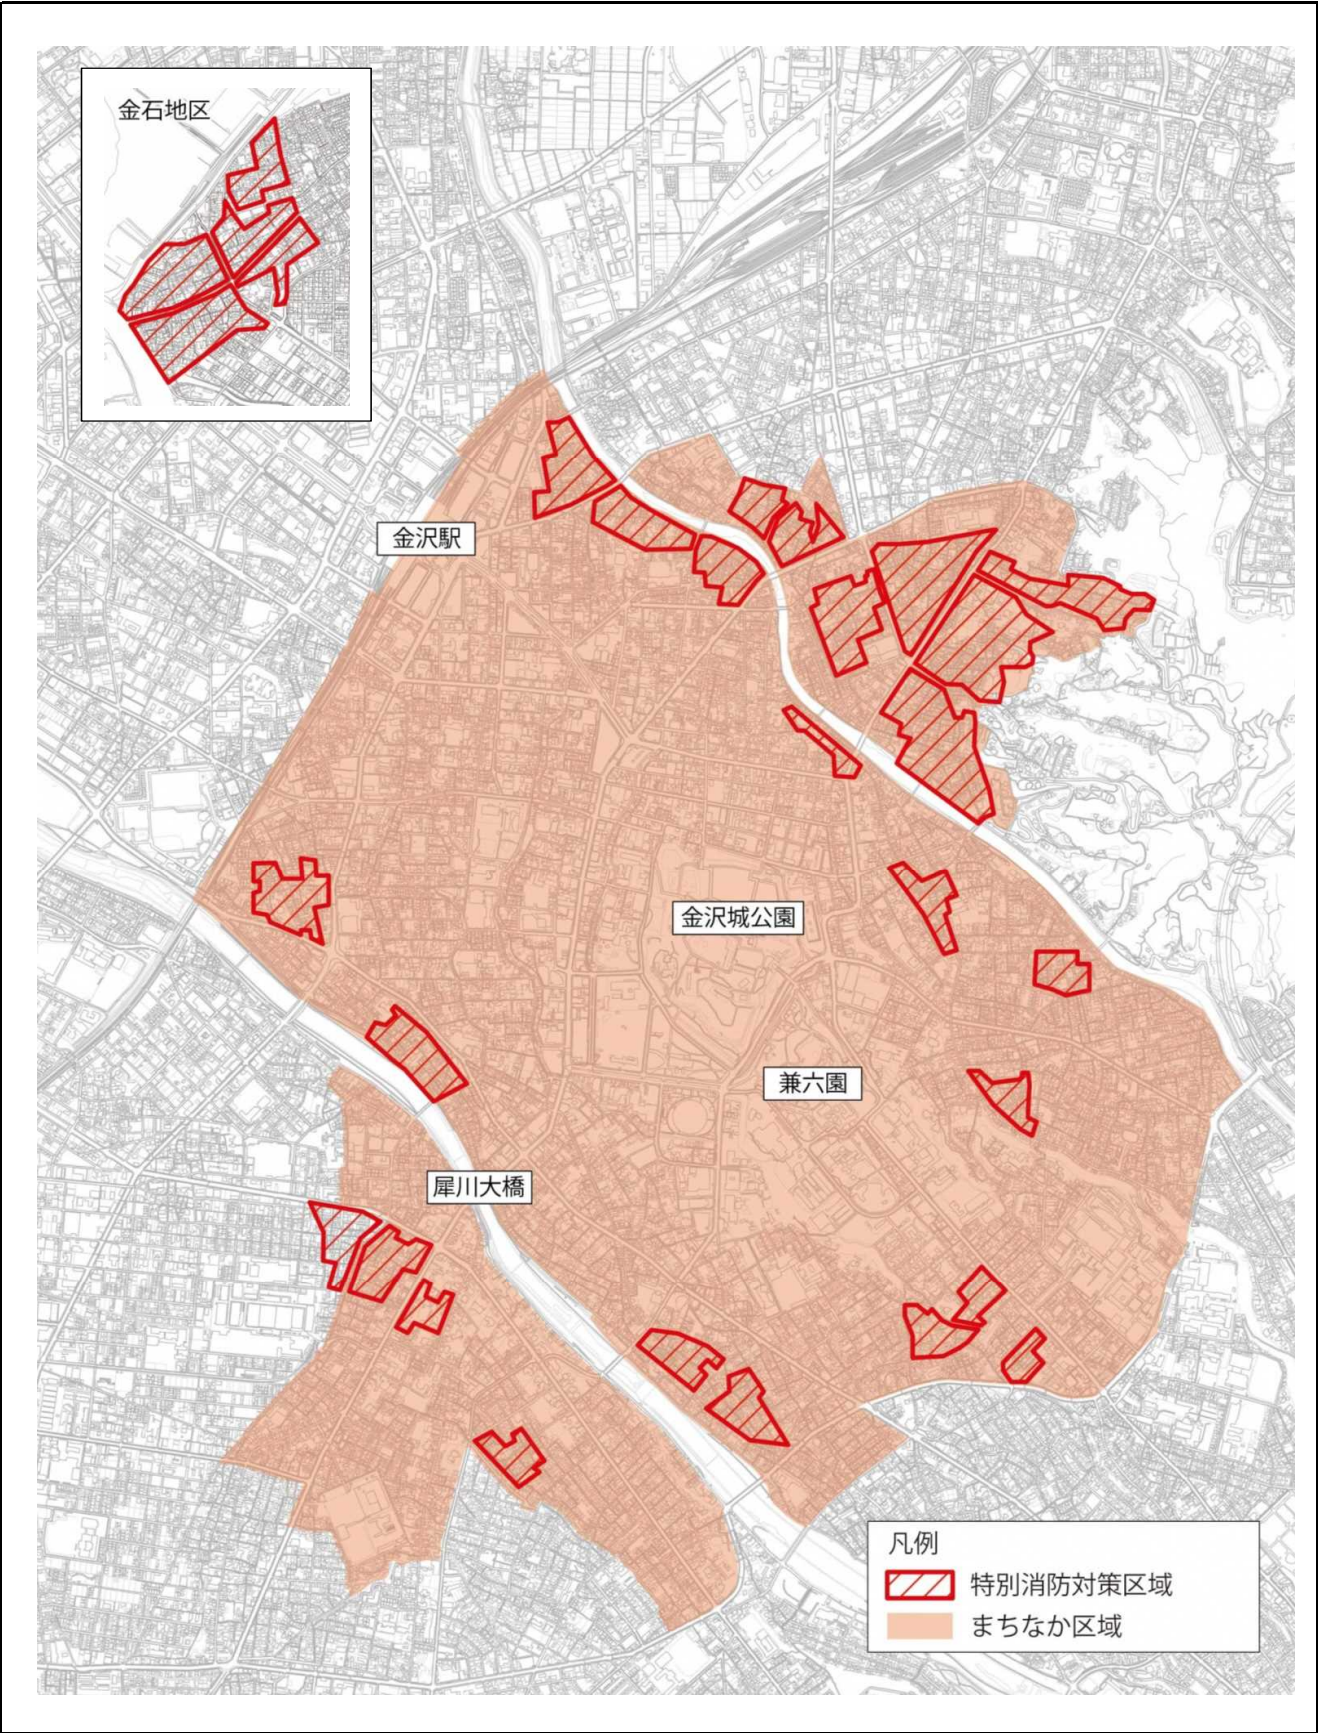 金石地区
金沢駅
金沢城公園
兼六園
犀川大橋
凡例
特別消防対策区域
まちなか区域